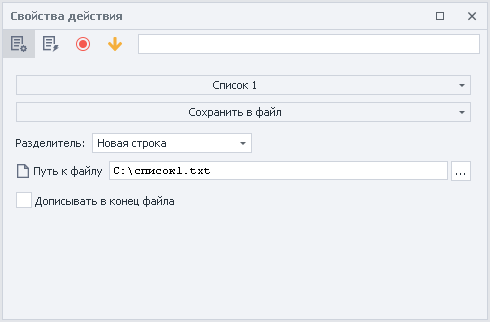 Свойства действия
Список 1
Сохранить в файл
Разделитель: Новая строка
Путь к файлу C:\список1.txt ...
Дописывать в конец файла